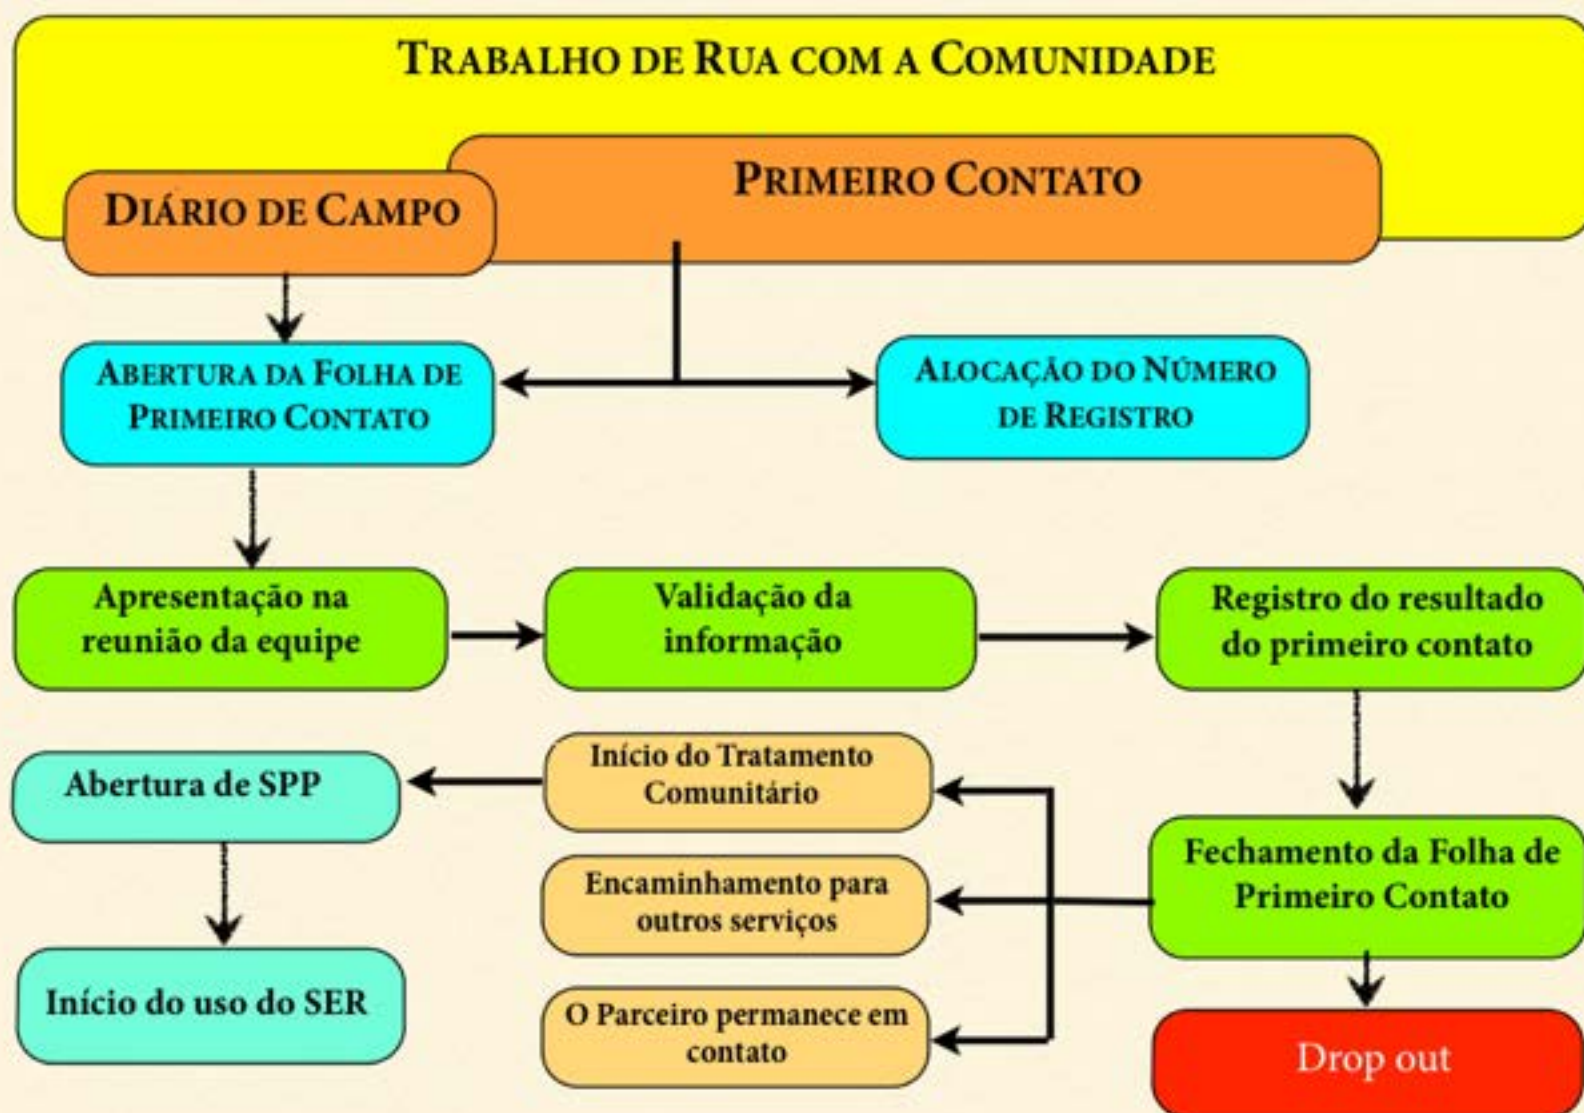 TRABALHO DE RUA COM A COMUNIDADE
PRIMEIRO CONTATO
DIÁRIO DE CAMPO
ABERTURA DA FOLHA DE
PRIMEIRO CONTATO
ALOCAÇÃO DO NÚMERO
DE REGISTRO
Apresentação na
reunião da equipe
Validação da
informação
Registro do resultado
do primeiro contato
Abertura de SPP
Início do Tratamento
Comunitário
Fechamento da Folha de
Primeiro Contato
Encaminhamento para
outros serviços
Início do uso do SER
O Parceiro permanece em
contato
Drop out